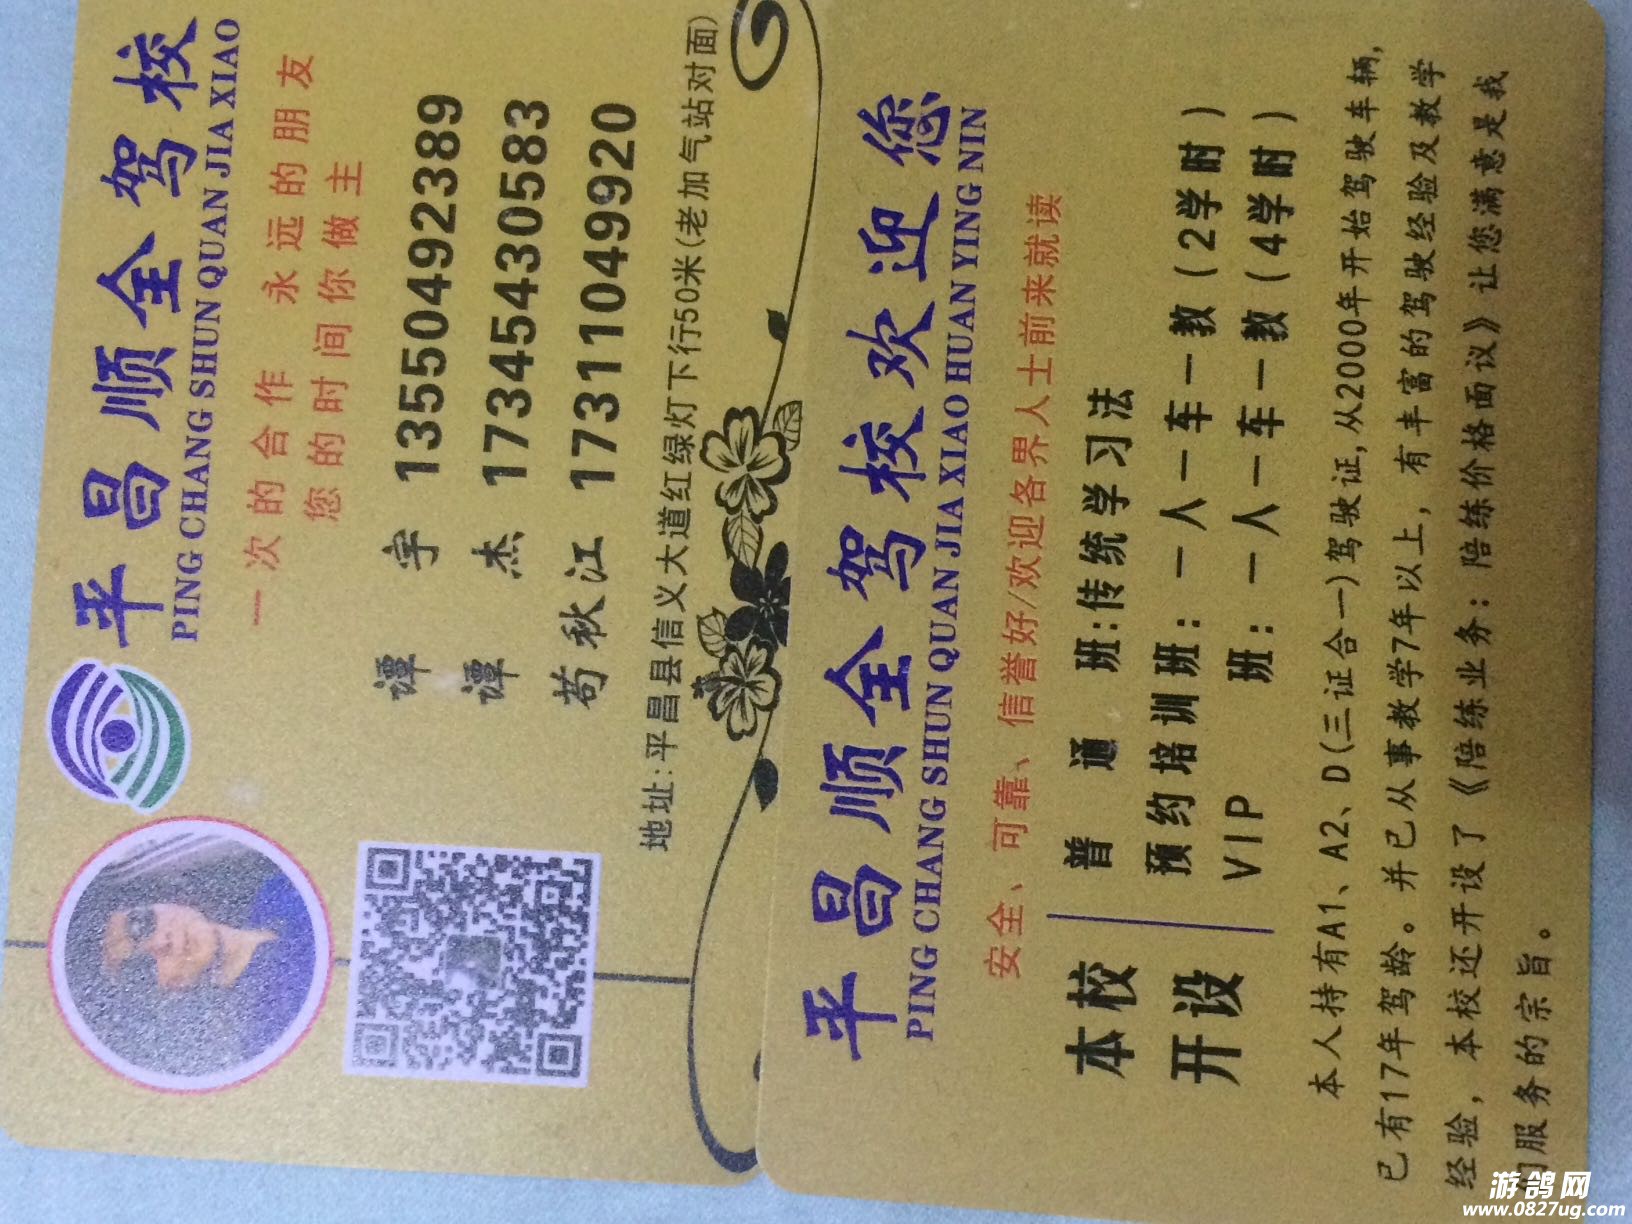 平昌顺全驾校
PING CHANG SHUN QUAN JIA XIAO
一次的合作 永远的朋友
您的时间你做主
谭 宇 13550492389
谭 杰 17345430583
苟秋江 17311049920
地址:平昌县信义大道红绿灯下行50米(老加气站对面)
平昌顺全驾校欢迎您
PING CHANG SHUN QUAN JIA XIAO HUAN YING NIN
安全、可靠、信誉好/欢迎各界人士前来就读
本校开设
普通班:传统学习法
预约培训班:一人一车一教(2学时)
VIP 班:一人一车一教(4学时)
本人持有A1、A2、D(三证合一)驾驶证,从2000年开始驾驶车辆,
已有17年驾龄。并已从事教学7年以上,有丰富的驾驶经验及教学
经验,本校还开设了《陪练业务:陪练价格面议》让您满意是我
们服务的宗旨。
游鸽网
www.0827ug.com